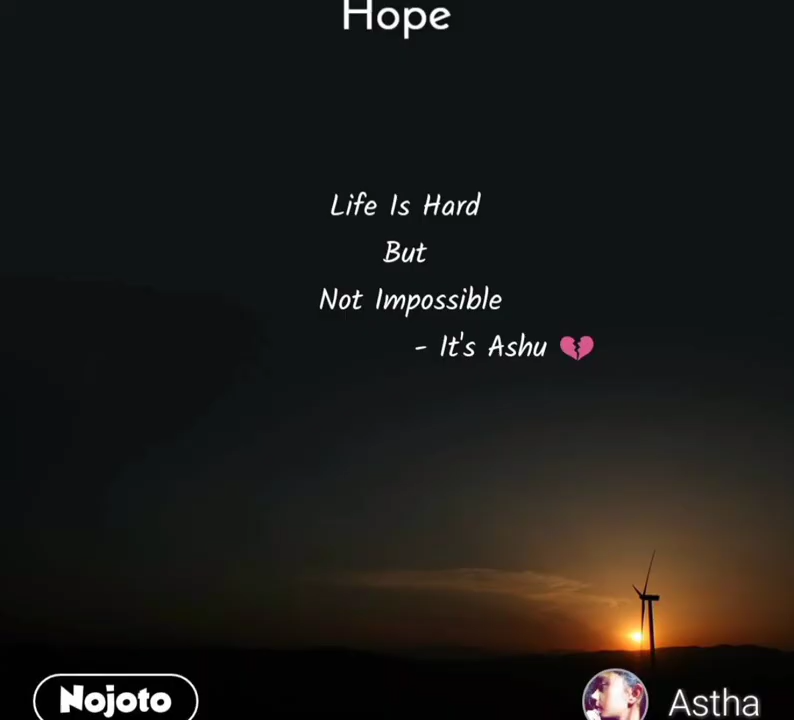 Hope
Life Is Hard
But
Not Impossible
- It's Ashu 💔
Nojoto
Astha